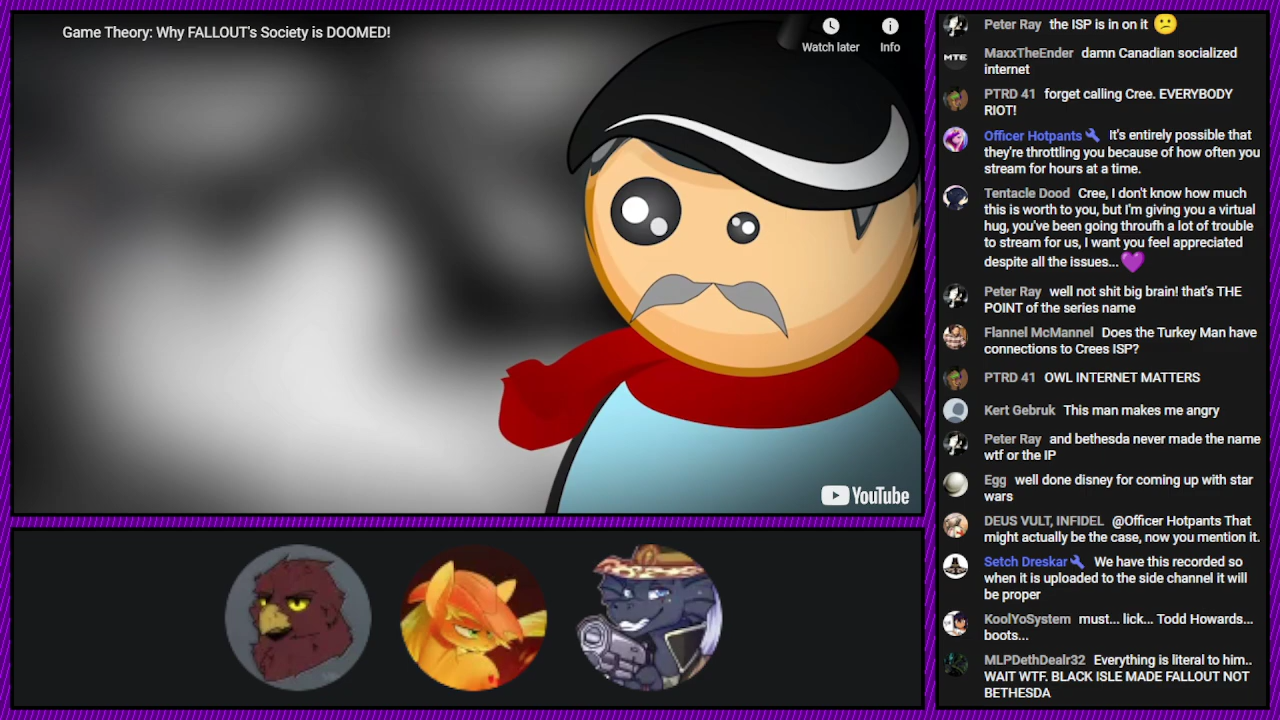 Game Theory: Why FALLOUT's Society is DOOMED!
Watch later
Info
YouTube
Peter Ray the ISP is in on it
MaxxTheEnder damn Canadian socialized
internet
MTE
PTRD 41 forget calling Cree. EVERYBODY
RIOT!
Officer Hotpants It's entirely possible that
they're throttling you because of how often you
stream for hours at a time.
Tentacle Dood Cree, I don't know how much
this is worth to you, but I'm giving you a virtual
hug, you've been going throufh a lot of trouble
to stream for us, I want you feel appreciated
despite all the issues...
Peter Ray well not shit big brain! that's THE
POINT of the series name
Flannel McMannel Does the Turkey Man have
connections to Crees ISP?
PTRD 41 OWL INTERNET MATTERS
Kert Gebruk This man makes me angry
Peter Ray and bethesda never made the name
wtf or the IP
Egg well done disney for coming up with star
wars
DEUS VULT, INFIDEL @Officer Hotpants That
might actually be the case, now you mention it.
Setch Dreskar We have this recorded so
when it is uploaded to the side channel it will
be proper
KoolYoSystem must... lick... Todd Howards...
boots...
MLPDethDealr32 Everything is literal to him..
WAIT WTF. BLACK ISLE MADE FALLOUT NOT
BETHESDA